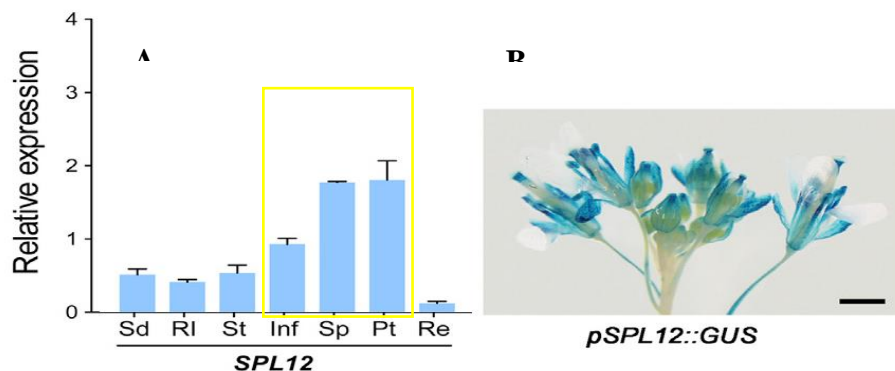 A
B
4
3
2
1
0
Relative expression
Sd Rl St Inf Sp Pt Re
SPL12
pSPL12::GUS